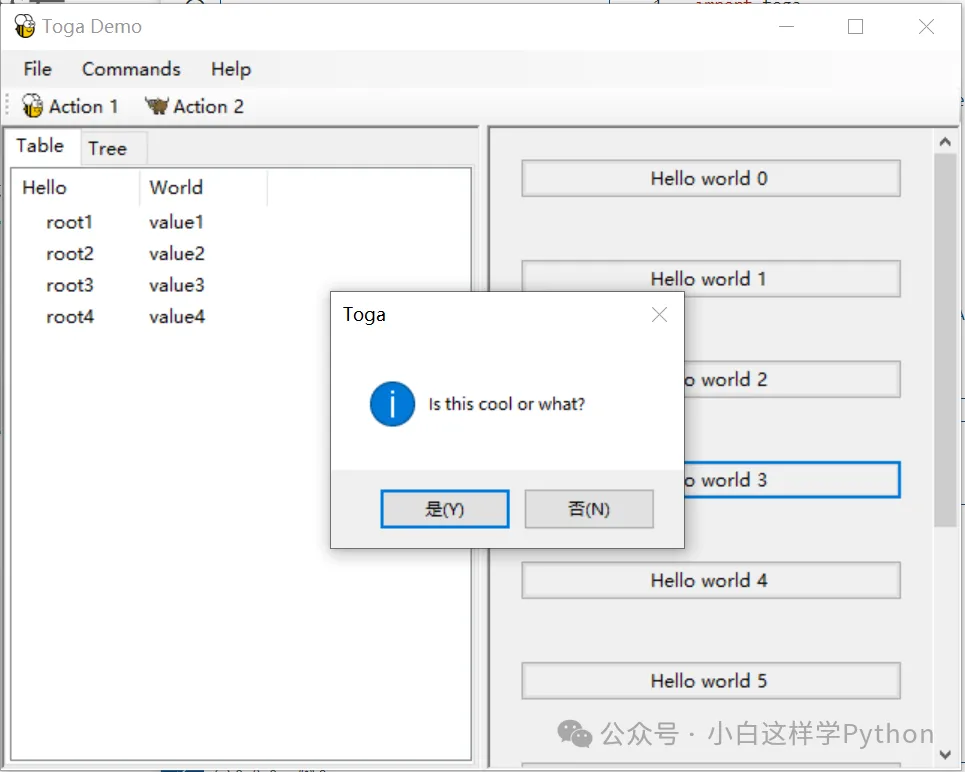 import toga
Toga Demo
File Commands Help
Action 1 Action 2
Table Tree
Hello World
root1 value1
root2 value2
root3 value3
root4 value4
Hello world 0
Hello world 1
o world 2
o world 3
Hello world 4
Hello world 5
Toga
Is this cool or what?
是(Y) 否(N)
公众号 · 小白这样学Python